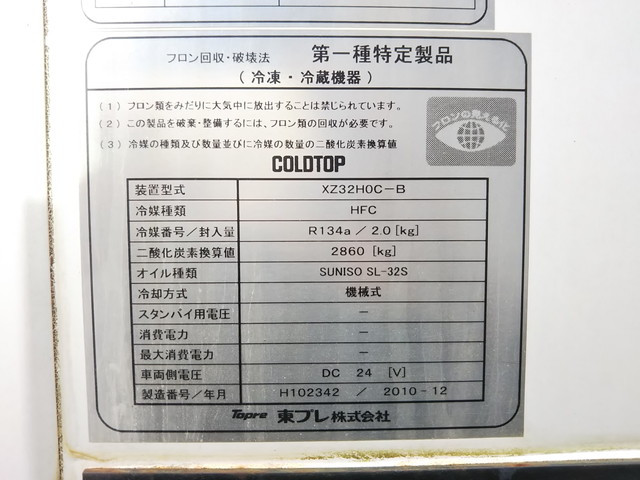 フロン回収・破壊法 第一種特定製品
(冷凍・冷蔵機器)
(1) フロン類をみだりに大気中に放出することは禁じられています。
(2) この製品を破棄・整備するには、フロン類の回収が必要です。
(3) 冷媒の種類及び数量並びに冷媒の数量の二酸化炭素換算値
フロンの見える化
COLDTOP
装置型式 XZ32H0C-B
冷媒種類 HFC
冷媒番号/封入量 R134a / 2.0 [kg]
二酸化炭素換算値 2860 [kg]
オイル種類 SUNISO SL-32S
冷却方式 機械式
スタンバイ用電圧 -
消費電力 -
最大消費電力 -
車両側電圧 DC 24 [V]
製造番号/年月 H102342 / 2010-12
Topre 東プレ株式会社